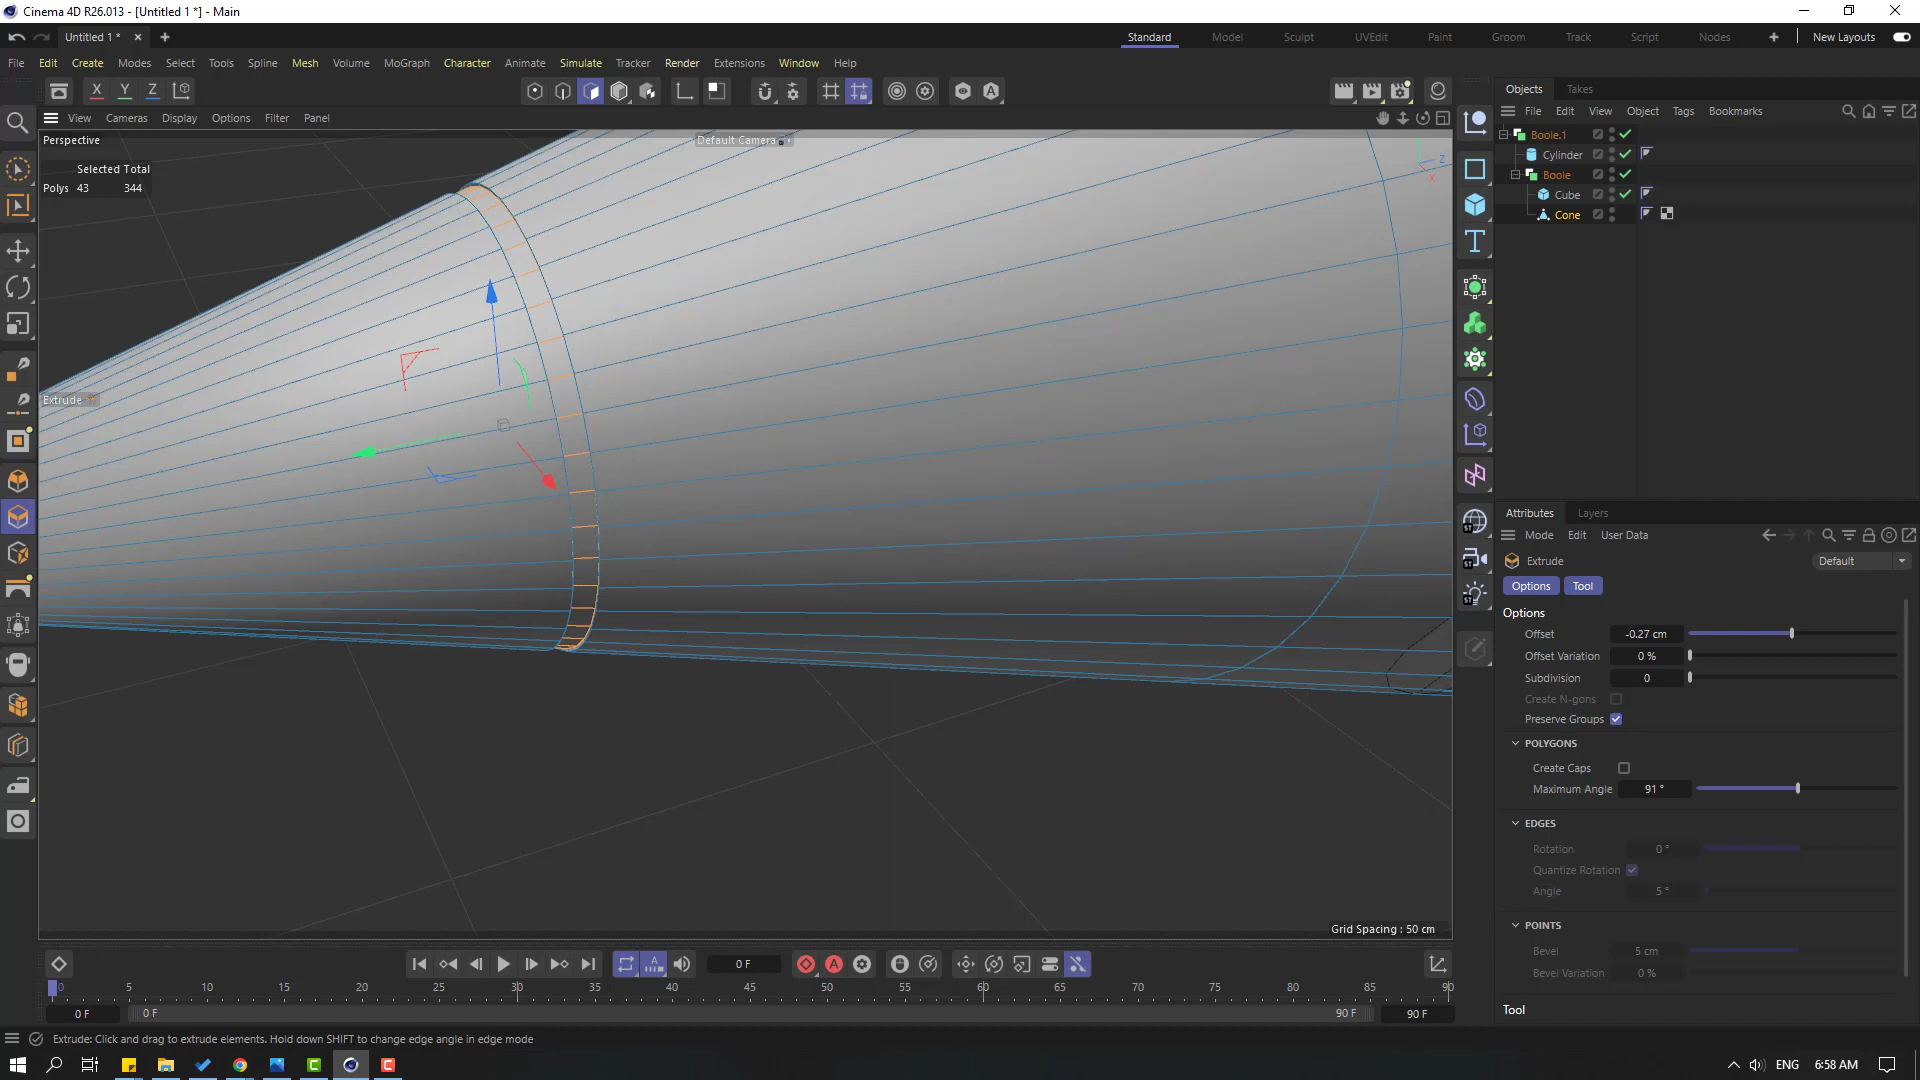 Cinema 4D R26.013 - [Untitled 1 *] - Main
Untitled 1 *
Standard Model Sculpt UVEdit Paint Groom Track Script Nodes New Layouts
File Edit Create Modes Select Tools Spline Mesh Volume MoGraph Character Animate Simulate Tracker Render Extensions Window Help
X Y Z
View Cameras Display Options Filter Panel
Perspective
Default Camera
Selected Total
Polys 43 344
Z
X
Extrude
Grid Spacing : 50 cm
Objects Takes
File Edit View Object Tags Bookmarks
Boole.1
Cylinder
Boole
Cube
Cone
Attributes Layers
Mode Edit User Data
Extrude Default
Options Tool
Options
Offset -0.27 cm
Offset Variation 0 %
Subdivision 0
Create N-gons
Preserve Groups
POLYGONS
Create Caps
Maximum Angle 91 °
EDGES
Rotation 0 °
Quantize Rotation
Angle 5 °
POINTS
Bevel 5 cm
Bevel Variation 0 %
Tool
0 F
0 5 10 15 20 25 30 35 40 45 50 55 60 65 70 75 80 85 90
0 F 0 F 90 F 90 F
Extrude: Click and drag to extrude elements. Hold down SHIFT to change edge angle in edge mode
ENG 6:58 AM